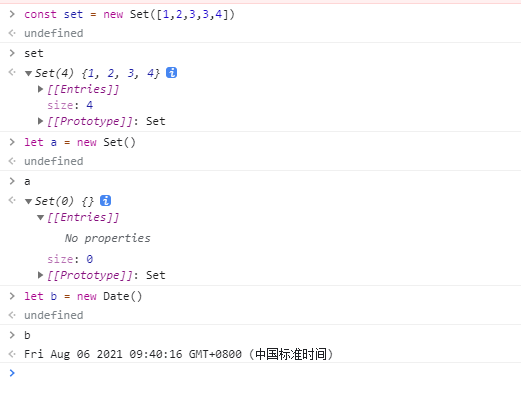 const set = new Set([1,2,3,3,4])
undefined
set
Set(4) {1, 2, 3, 4} i
[[Entries]]
size: 4
[[Prototype]]: Set
let a = new Set()
undefined
a
Set(0) {} i
[[Entries]]
No properties
size: 0
[[Prototype]]: Set
let b = new Date()
undefined
b
Fri Aug 06 2021 09:40:16 GMT+0800 (中国标准时间)